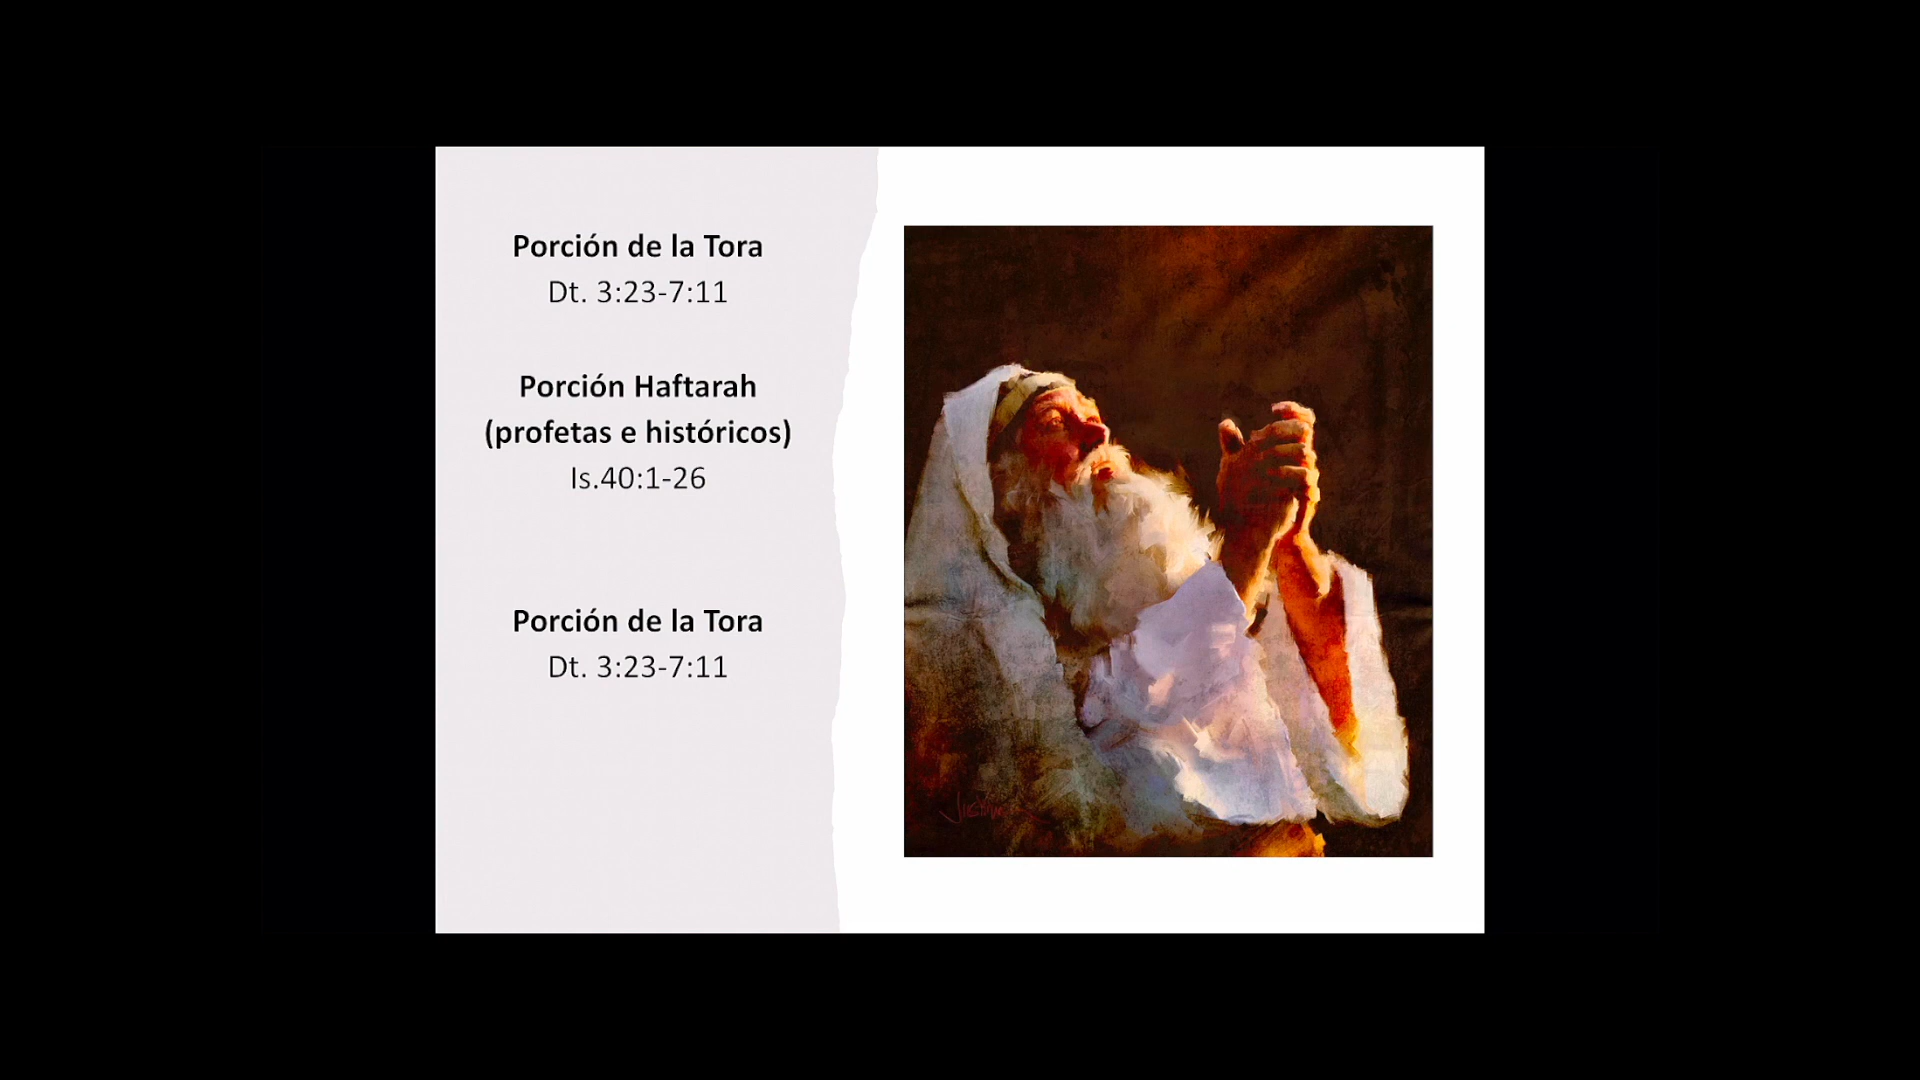 Porción de la Tora
Dt. 3:23-7:11
Porción Haftarah
(profetas e históricos)
Is.40:1-26
Porción de la Tora
Dt. 3:23-7:11